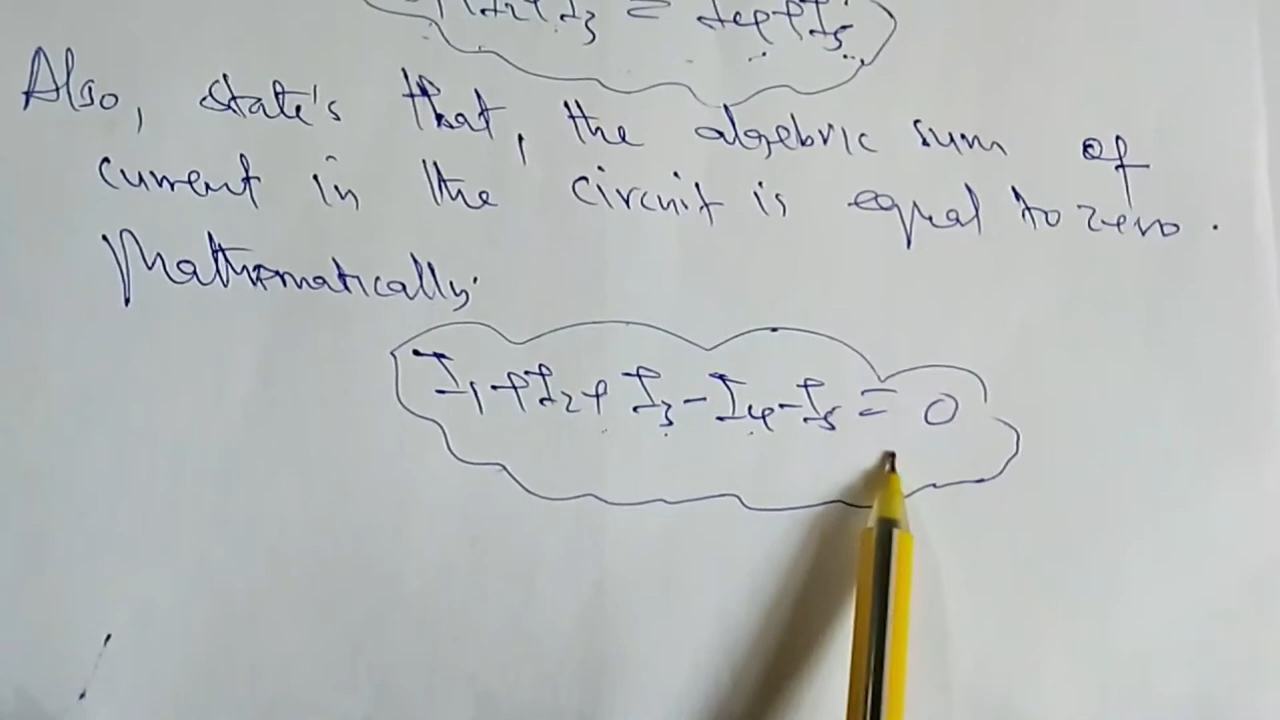 I2+I3 = I4+I5
Also, state's that, the algebric sum of
current in the circuit is equal to zero.
Mathematically;
I1+I2+I3-I4-I5 = 0